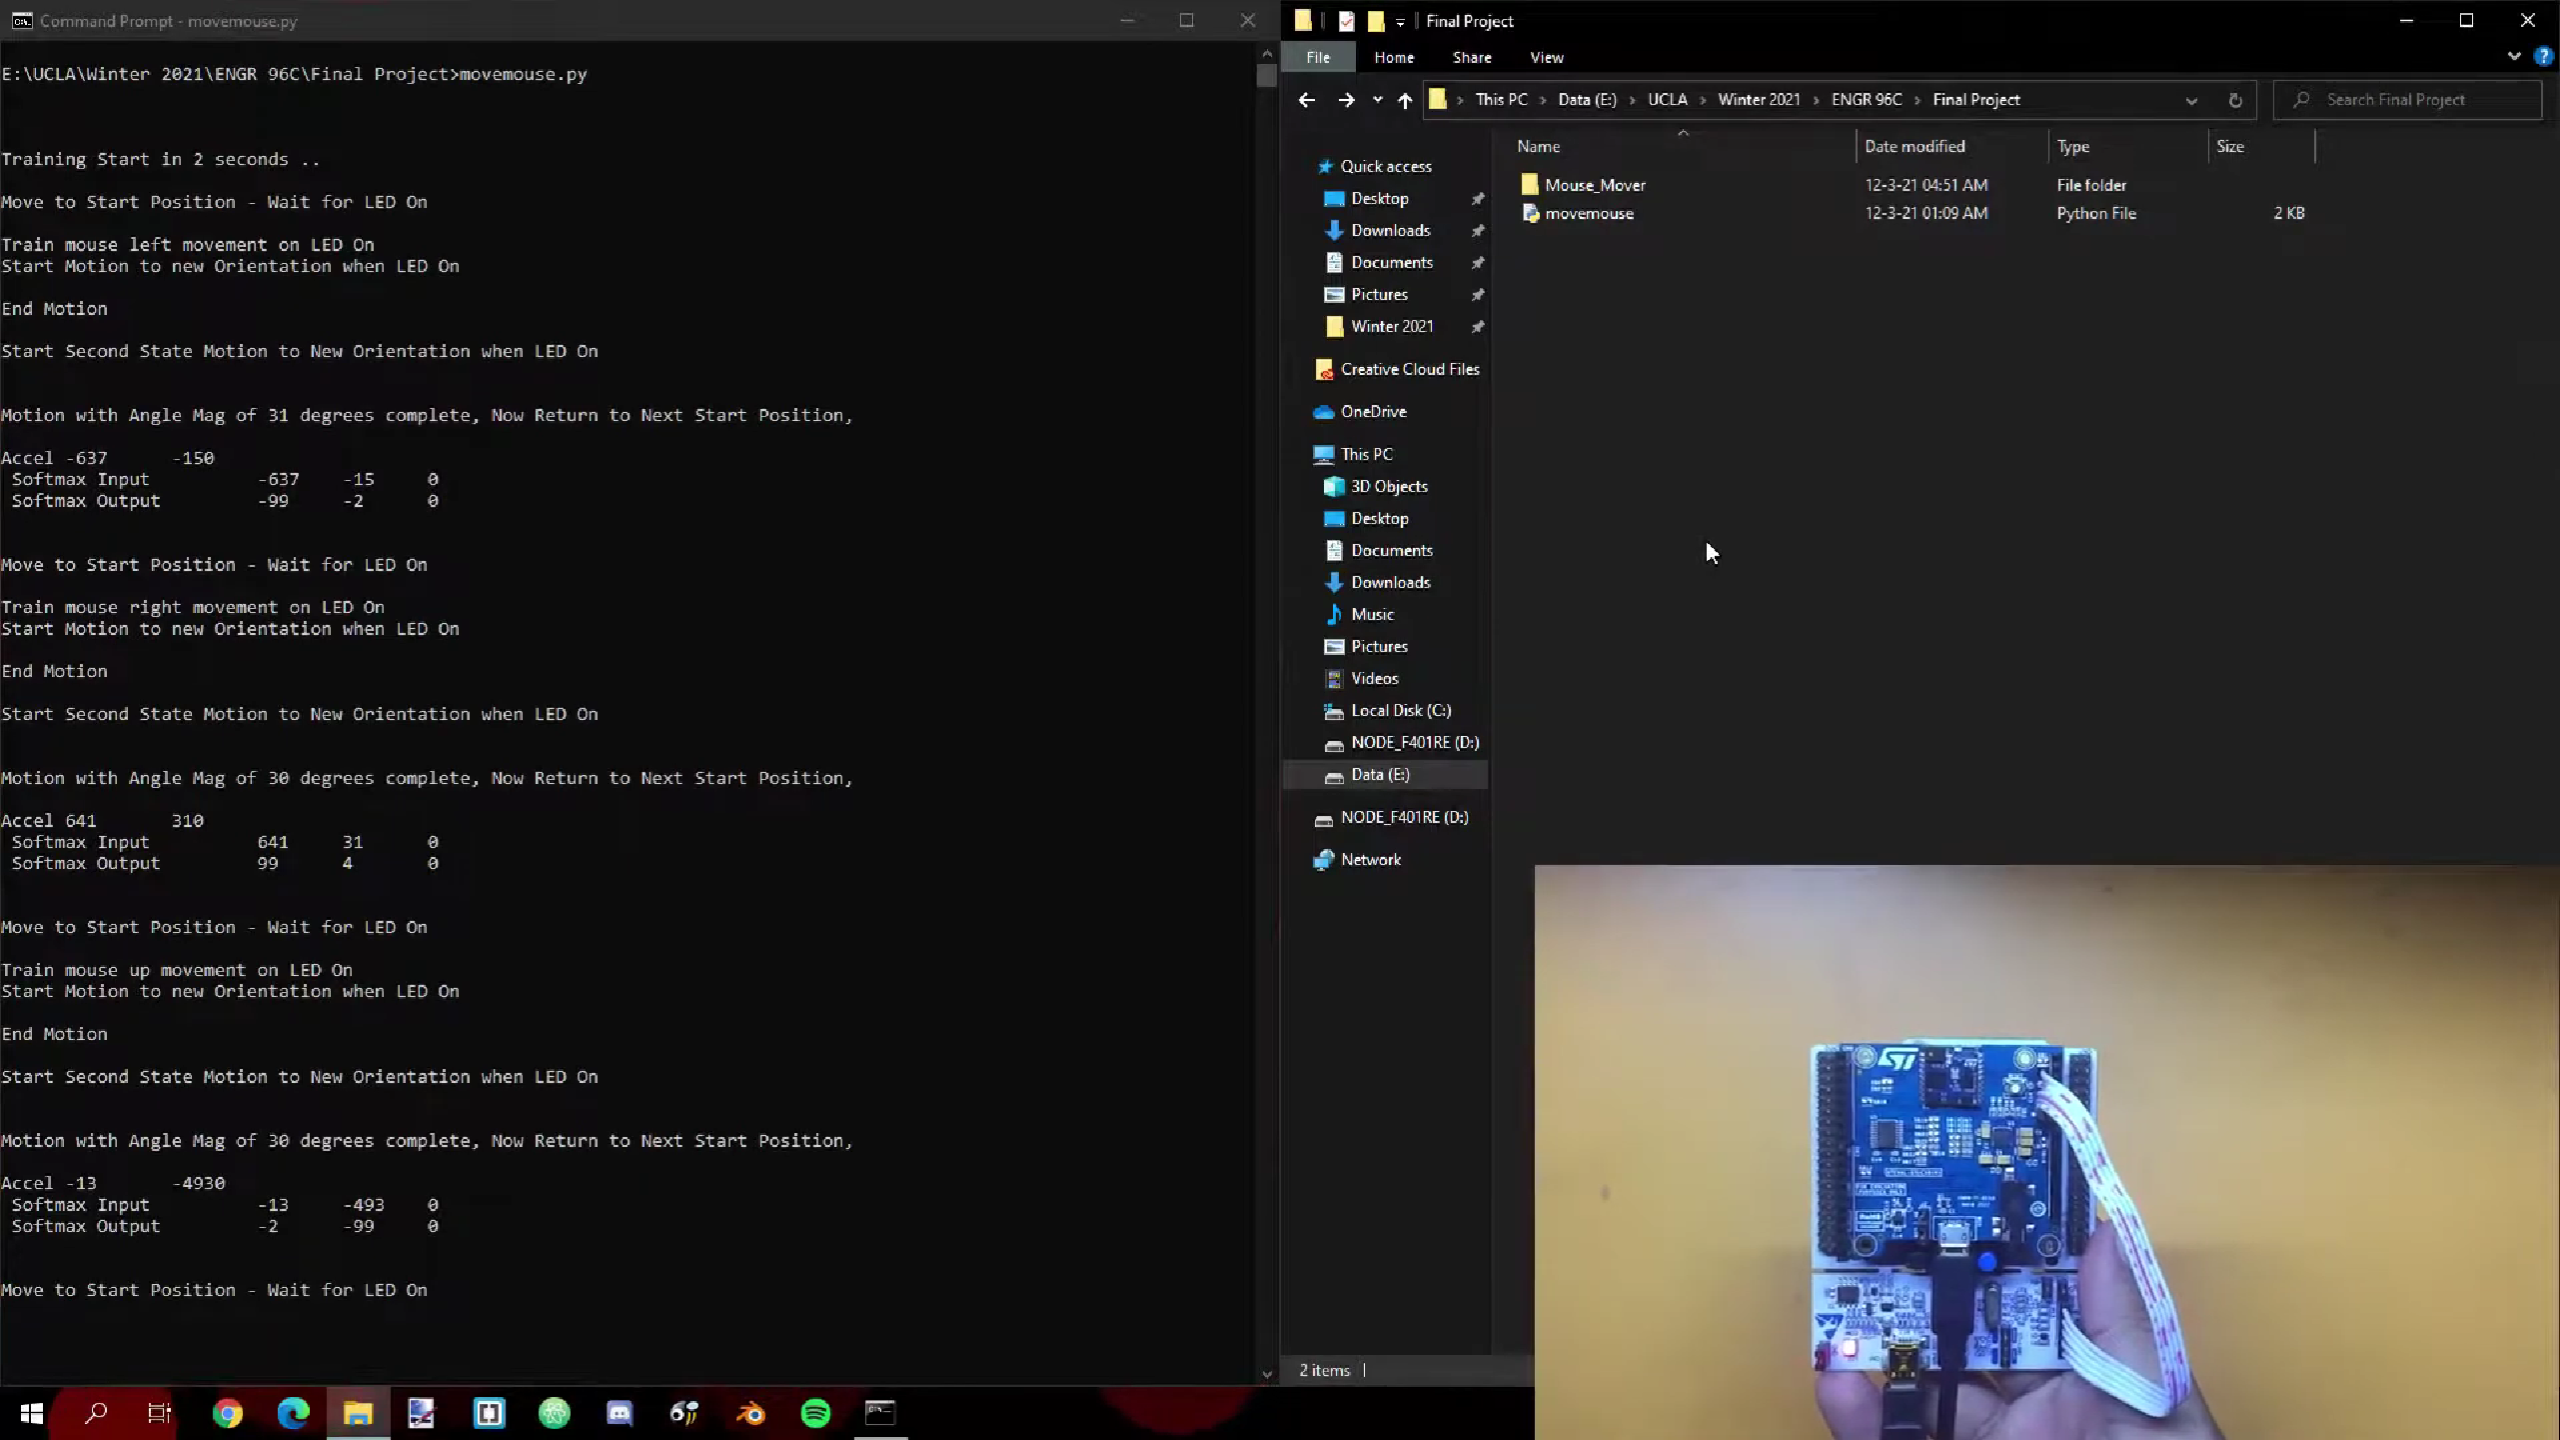 Command Prompt - movemouse.py
E:\UCLA\Winter 2021\ENGR 96C\Final Project>movemouse.py
Training Start in 2 seconds ..
Move to Start Position - Wait for LED On
Train mouse left movement on LED On
Start Motion to new Orientation when LED On
End Motion
Start Second State Motion to New Orientation when LED On
Motion with Angle Mag of 31 degrees complete, Now Return to Next Start Position,
Accel -637 -150
Softmax Input -637 -15 0
Softmax Output -99 -2 0
Move to Start Position - Wait for LED On
Train mouse right movement on LED On
Start Motion to new Orientation when LED On
End Motion
Start Second State Motion to New Orientation when LED On
Motion with Angle Mag of 30 degrees complete, Now Return to Next Start Position,
Accel 641 310
Softmax Input 641 31 0
Softmax Output 99 4 0
Move to Start Position - Wait for LED On
Train mouse up movement on LED On
Start Motion to new Orientation when LED On
End Motion
Start Second State Motion to New Orientation when LED On
Motion with Angle Mag of 30 degrees complete, Now Return to Next Start Position,
Accel -13 -4930
Softmax Input -13 -493 0
Softmax Output -2 -99 0
Move to Start Position - Wait for LED On
Final Project
File Home Share View
This PC > Data (E:) > UCLA > Winter 2021 > ENGR 96C > Final Project
Search Final Project
Name Date modified Type Size
Mouse_Mover 12-3-21 04:51 AM File folder
movemouse 12-3-21 01:09 AM Python File 2 KB
Quick access
Desktop
Downloads
Documents
Pictures
Winter 2021
Creative Cloud Files
OneDrive
This PC
3D Objects
Desktop
Documents
Downloads
Music
Pictures
Videos
Local Disk (C:)
NODE_F401RE (D:)
Data (E:)
NODE_F401RE (D:)
Network
2 items
ST